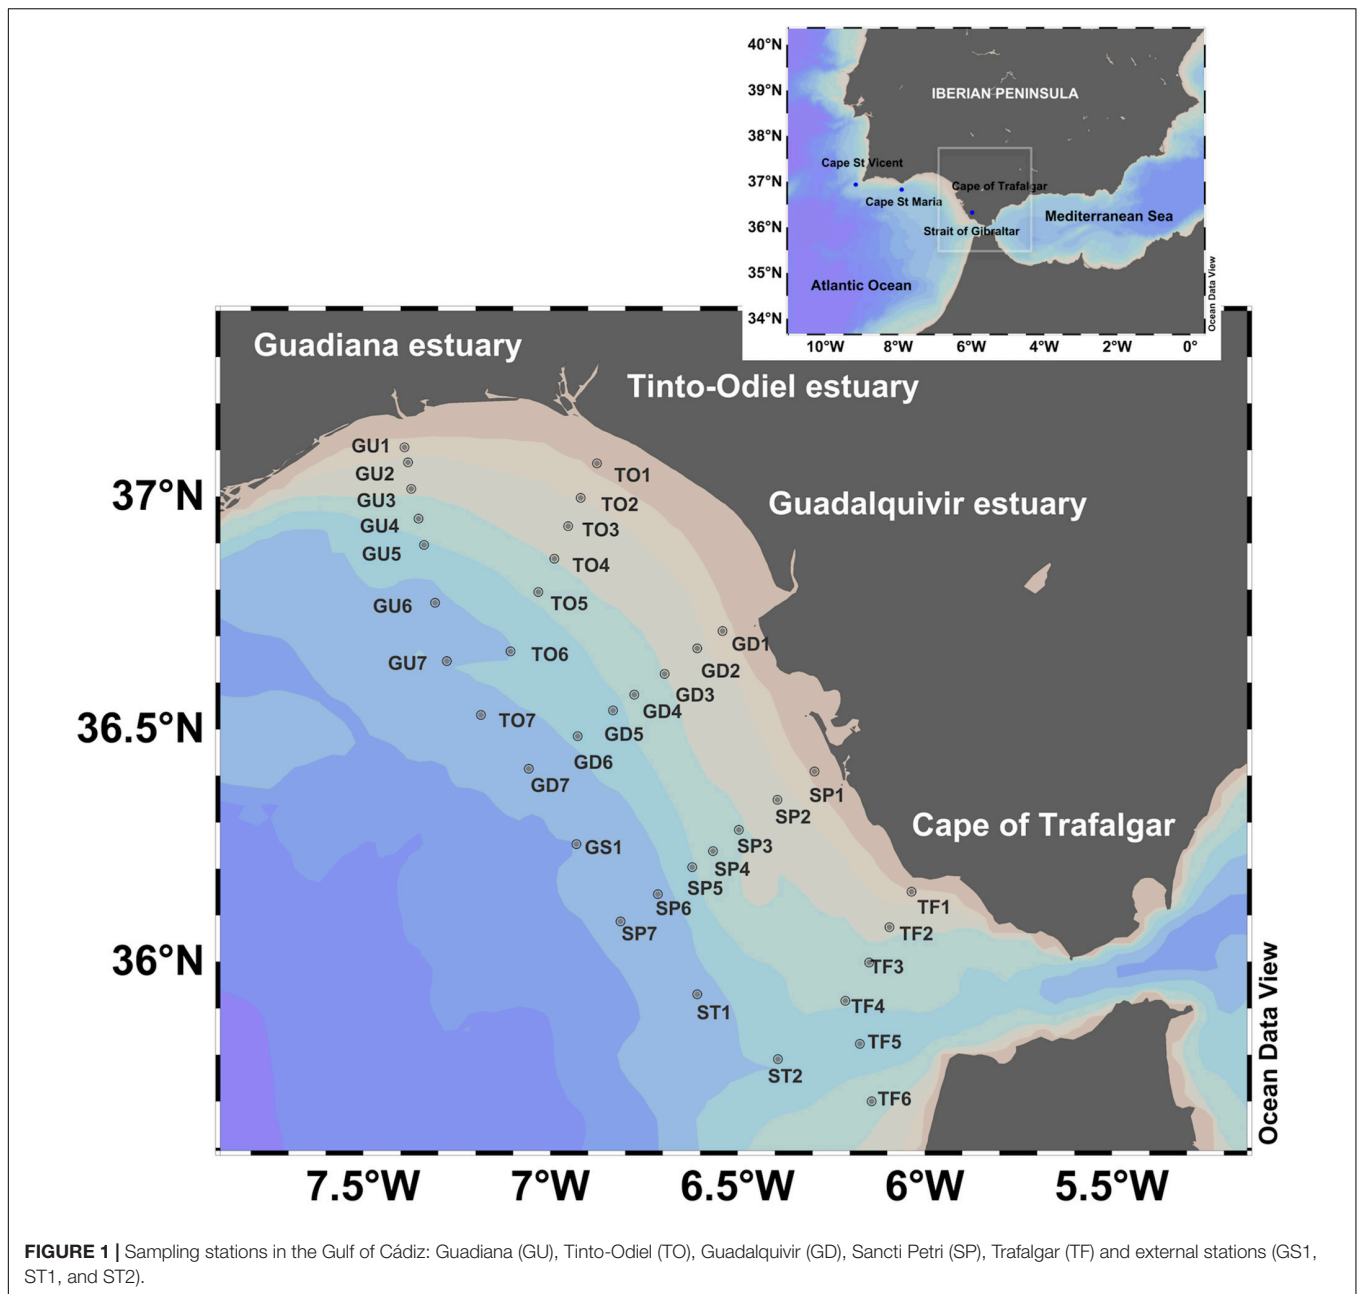 40°N
39°N
38°N
37°N
36°N
35°N
34°N
IBERIAN PENINSULA
Cape St Vicent
Cape of Trafalgar
Cape St Maria
Mediterranean Sea
Strait of Gibraltar
Atlantic Ocean
Ocean Data View
10°W 8°W 6°W 4°W 2°W 0°
Guadiana estuary
Tinto-Odiel estuary
Guadalquivir estuary
Cape of Trafalgar
37°N
36.5°N
36°N
GU1
GU2
GU3
GU4
GU5
GU6
GU7
TO1
TO2
TO3
TO4
TO5
TO6
TO7
GD1
GD2
GD3
GD4
GD5
GD6
GD7
GS1
SP1
SP2
SP3
SP4
SP5
SP6
SP7
ST1
ST2
TF1
TF2
TF3
TF4
TF5
TF6
Ocean Data View
7.5°W 7°W 6.5°W 6°W 5.5°W
FIGURE 1 | Sampling stations in the Gulf of Cádiz: Guadiana (GU), Tinto-Odiel (TO), Guadalquivir (GD), Sancti Petri (SP), Trafalgar (TF) and external stations (GS1,
ST1, and ST2).